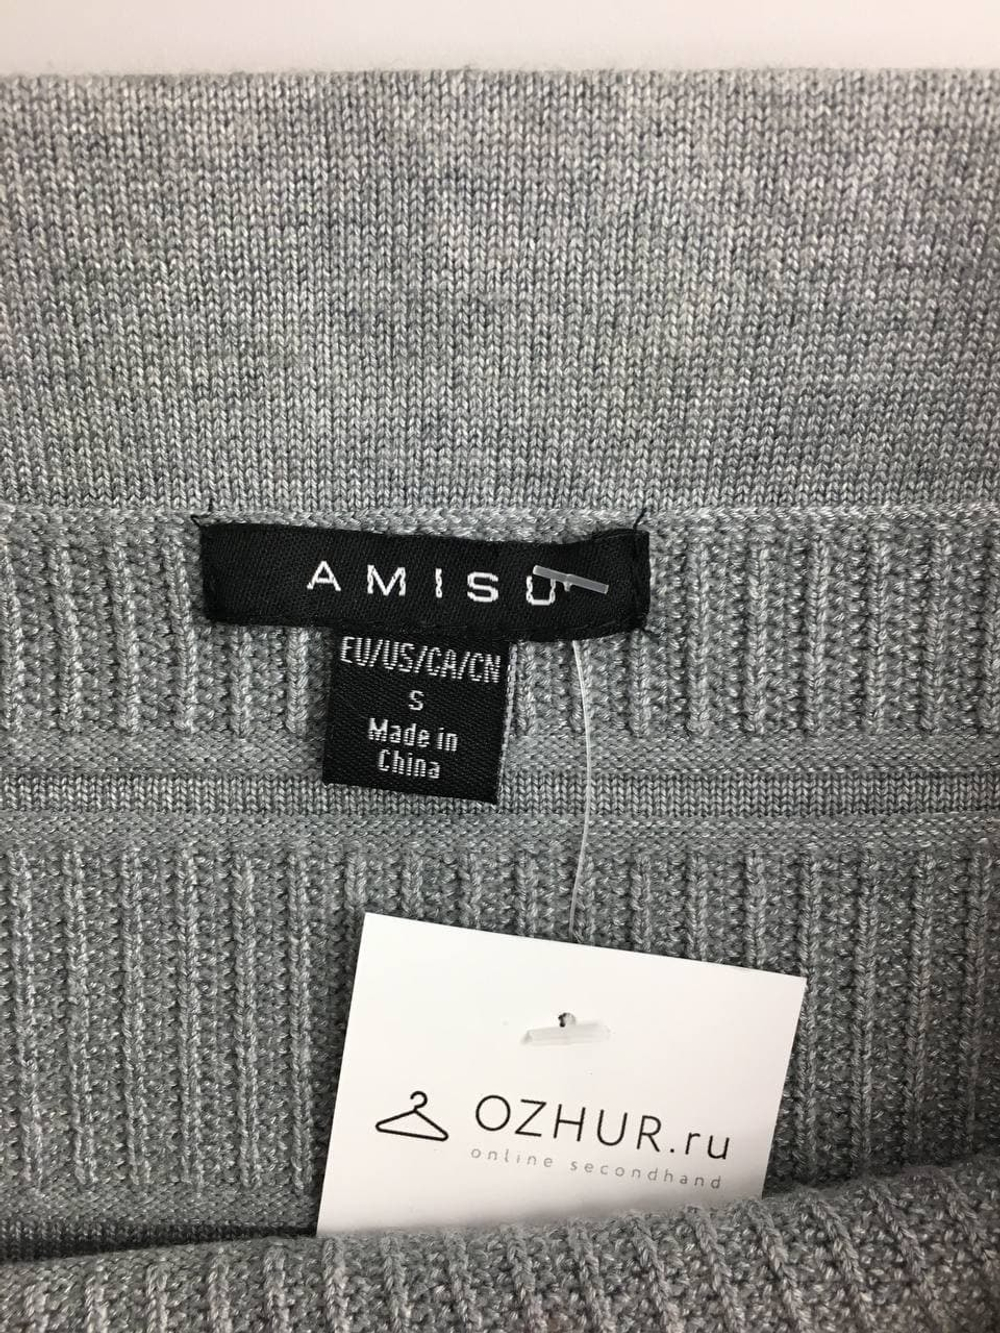 AMISU
EU/US/CA/CN
S
Made in
China
OZHUR.ru
online secondhand